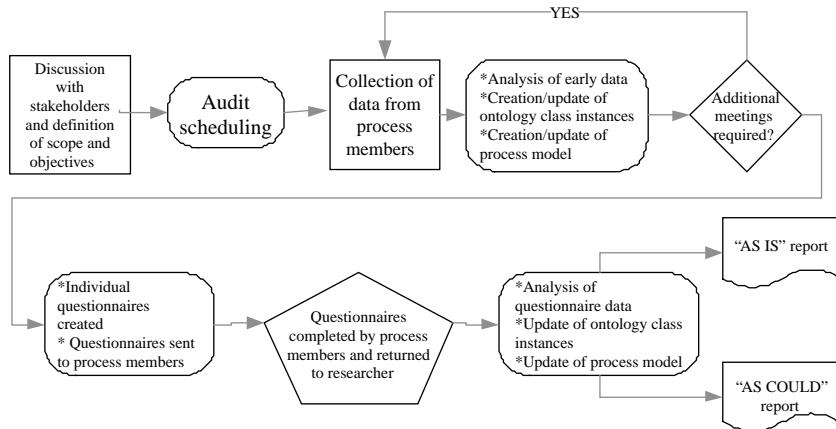 YES
Discussion
with
stakeholders
and definition
of scope and
objectives
Audit
scheduling
Collection of
data from
process
members
*Analysis of early data
*Creation/update of
ontology class instances
*Creation/update of
process model
Additional
meetings
required?
*Individual
questionnaires
created
* Questionnaires sent
to process members
Questionnaires
completed by process
members and returned
to researcher
*Analysis of
questionnaire data
*Update of ontology class
instances
*Update of process model
“AS IS” report
“AS COULD”
report